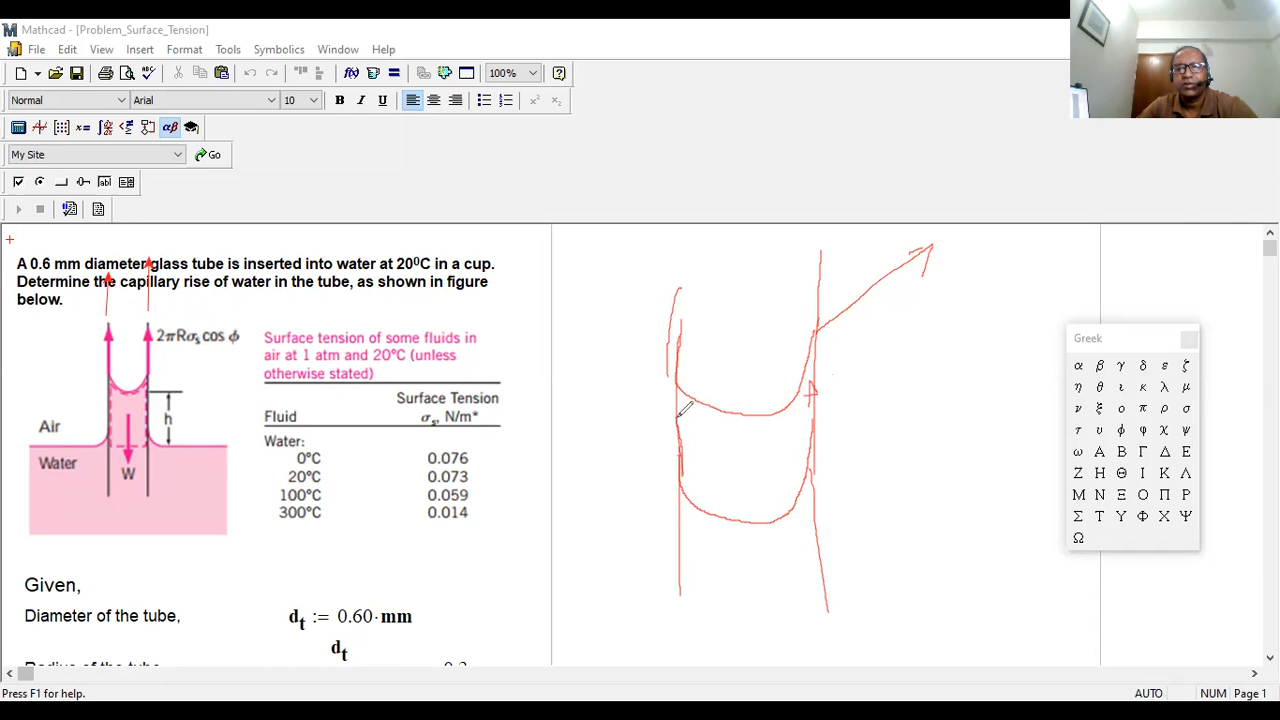 Mathcad - [Problem_Surface_Tension]
File Edit View Insert Format Tools Symbolics Window Help
100%
Normal Arial 10 B I U
αβ
My Site Go
A 0.6 mm diameter glass tube is inserted into water at 20⁰C in a cup.
Determine the capillary rise of water in the tube, as shown in figure
below.
2πRσs cos ϕ
h
Air
Water
W
Surface tension of some fluids in
air at 1 atm and 20°C (unless
otherwise stated)
Surface Tension
Fluid σs, N/m*
Water:
0°C 0.076
20°C 0.073
100°C 0.059
300°C 0.014
Given,
Diameter of the tube, dt := 0.60·mm
dt
Greek
α β γ δ ε ζ
η θ ι κ λ μ
ν ξ ο π ρ σ
τ υ ϕ φ χ ψ
ω Α Β Γ Δ Ε
Ζ Η Θ Ι Κ Λ
Μ Ν Ξ Ο Π Ρ
Σ Τ Υ Φ Χ Ψ
Ω
Press F1 for help. AUTO NUM Page 1